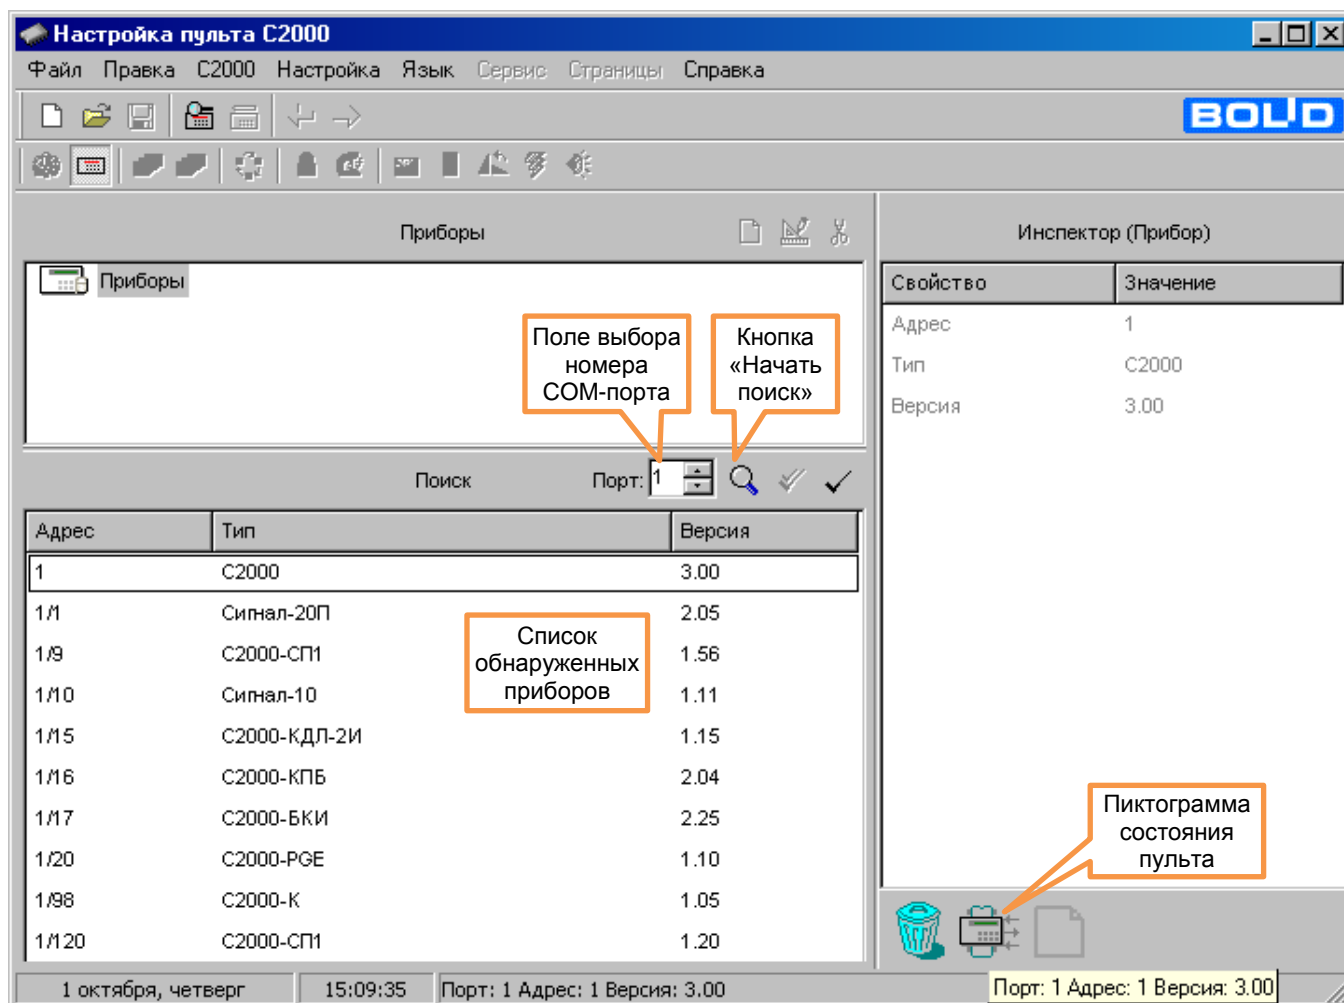 Настройка пульта С2000
Файл Правка С2000 Настройка Язык Сервис Страницы Справка
BOLID
Приборы
Инспектор (Прибор)
Приборы
Свойство Значение
Адрес 1
Тип С2000
Версия 3.00
Поле выбора
номера
COM-порта
Кнопка
«Начать
поиск»
Поиск Порт: 1
Адрес Тип Версия
1 С2000 3.00
1/1 Сигнал-20П 2.05
1/9 С2000-СП1 1.56
1/10 Сигнал-10 1.11
1/15 С2000-КДЛ-2И 1.15
1/16 С2000-КПБ 2.04
1/17 С2000-БКИ 2.25
1/20 С2000-PGE 1.10
1/98 С2000-К 1.05
1/120 С2000-СП1 1.20
Список
обнаруженных
приборов
Пиктограмма
состояния
пульта
1 октября, четверг 15:09:35 Порт: 1 Адрес: 1 Версия: 3.00
Порт: 1 Адрес: 1 Версия: 3.00